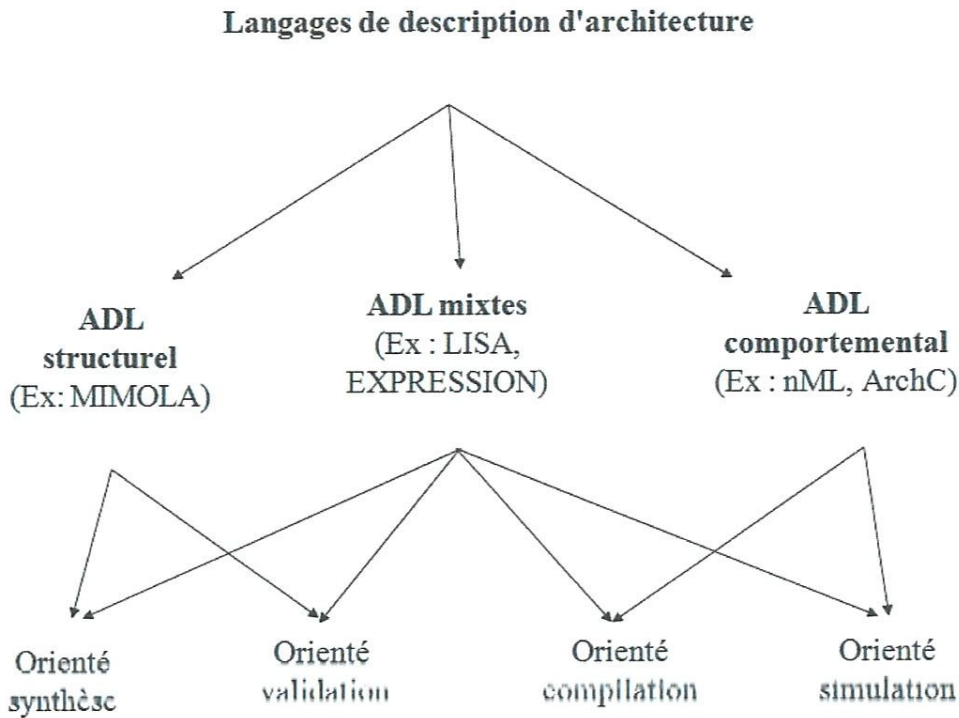 Langages de description d'architecture
ADL
structurel
(Ex: MIMOLA)
ADL mixtes
(Ex : LISA,
EXPRESSION)
ADL
comportemental
(Ex : nML, ArchC)
Orienté
synthèse
Orienté
validation
Orienté
compilation
Orienté
simulation